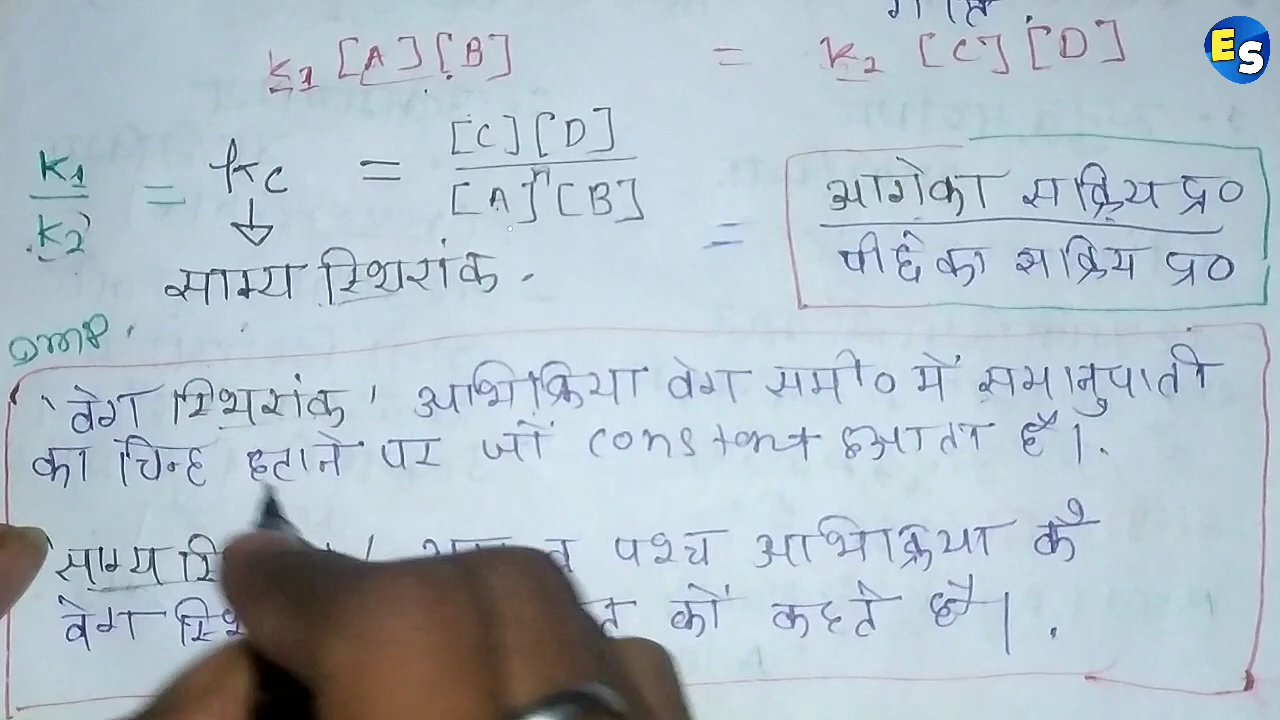 k1 [A][B] = k2 [C][D]
ES
k1/k2 = kc = [C][D]/[A][B] = आगेका सक्रिय द्र० / पीछेका सक्रिय द्र०
साम्य स्थिरांक.
Imp.
'वेग स्थिरांक' अभिक्रिया वेग समी० में समानुपाती
का चिन्ह हटाने पर जों constant आता है।
'साम्य व पश्च अभिक्रिया के
वेग कों कहते है।